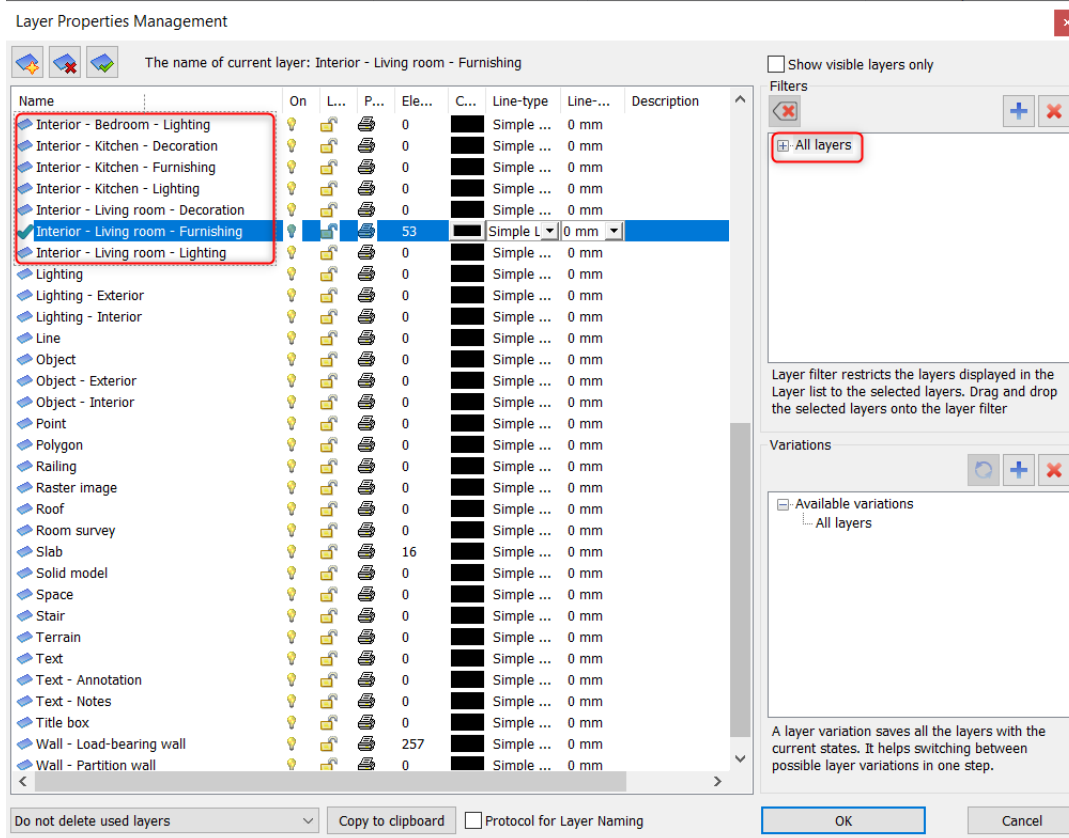 Layer Properties Management
The name of current layer: Interior - Living room - Furnishing
Show visible layers only
Filters
Name On L... P... Ele... C... Line-type Line-... Description
Interior - Bedroom - Lighting 0 Simple ... 0 mm
Interior - Kitchen - Decoration 0 Simple ... 0 mm
Interior - Kitchen - Furnishing 0 Simple ... 0 mm
Interior - Kitchen - Lighting 0 Simple ... 0 mm
Interior - Living room - Decoration 0 Simple ... 0 mm
Interior - Living room - Furnishing 53 Simple L 0 mm
Interior - Living room - Lighting 0 Simple ... 0 mm
Lighting 0 Simple ... 0 mm
Lighting - Exterior 0 Simple ... 0 mm
Lighting - Interior 0 Simple ... 0 mm
Line 0 Simple ... 0 mm
Object 0 Simple ... 0 mm
Object - Exterior 0 Simple ... 0 mm
Object - Interior 0 Simple ... 0 mm
Point 0 Simple ... 0 mm
Polygon 0 Simple ... 0 mm
Railing 0 Simple ... 0 mm
Raster image 0 Simple ... 0 mm
Roof 0 Simple ... 0 mm
Room survey 0 Simple ... 0 mm
Slab 16 Simple ... 0 mm
Solid model 0 Simple ... 0 mm
Space 0 Simple ... 0 mm
Stair 0 Simple ... 0 mm
Terrain 0 Simple ... 0 mm
Text 0 Simple ... 0 mm
Text - Annotation 0 Simple ... 0 mm
Text - Notes 0 Simple ... 0 mm
Title box 0 Simple ... 0 mm
Wall - Load-bearing wall 257 Simple ... 0 mm
Wall - Partition wall 0 Simple ... 0 mm
All layers
Layer filter restricts the layers displayed in the
Layer list to the selected layers. Drag and drop
the selected layers onto the layer filter
Variations
Available variations
All layers
A layer variation saves all the layers with the
current states. It helps switching between
possible layer variations in one step.
Do not delete used layers
Copy to clipboard
Protocol for Layer Naming
OK
Cancel